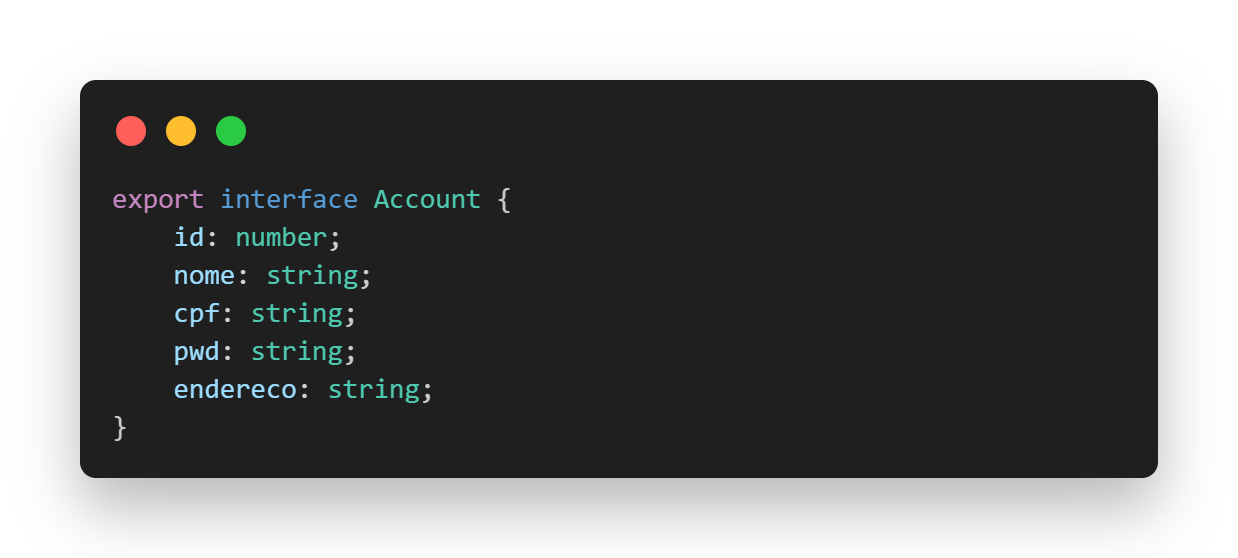 export interface Account {
    id: number;
    nome: string;
    cpf: string;
    pwd: string;
    endereco: string;
}